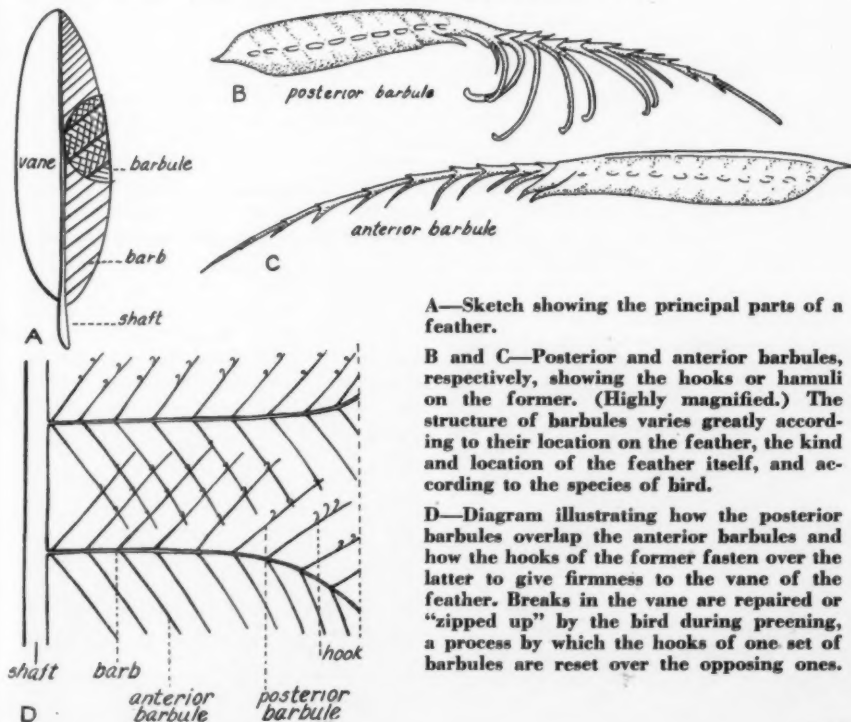 vane
barbule
barb
shaft
A
B
posterior barbule
anterior barbule
C
A—Sketch showing the principal parts of a
feather.
B and C—Posterior and anterior barbules,
respectively, showing the hooks or hamuli
on the former. (Highly magnified.) The
structure of barbules varies greatly accord-
ing to their location on the feather, the kind
and location of the feather itself, and ac-
cording to the species of bird.
D—Diagram illustrating how the posterior
barbules overlap the anterior barbules and
how the hooks of the former fasten over the
latter to give firmness to the vane of the
feather. Breaks in the vane are repaired or
"zipped up" by the bird during preening,
a process by which the hooks of one set of
barbules are reset over the opposing ones.
shaft
barb
anterior
barbule
posterior
barbule
hook
D